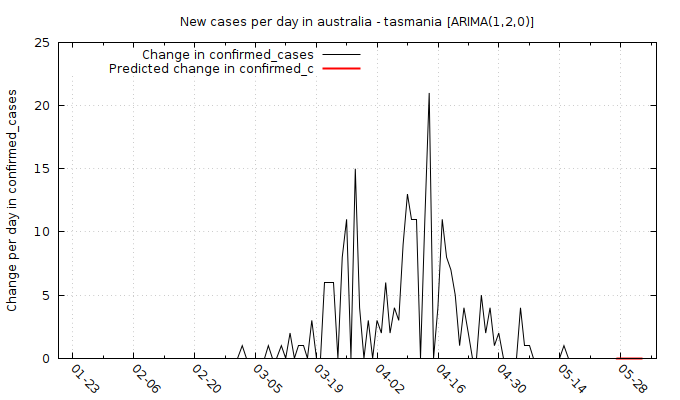 New cases per day in australia - tasmania [ARIMA(1,2,0)]
Change in confirmed_cases
Predicted change in confirmed_c
Change per day in confirmed_cases
25
20
15
10
5
0
01-23 02-06 02-20 03-05 03-19 04-02 04-16 04-30 05-14 05-28